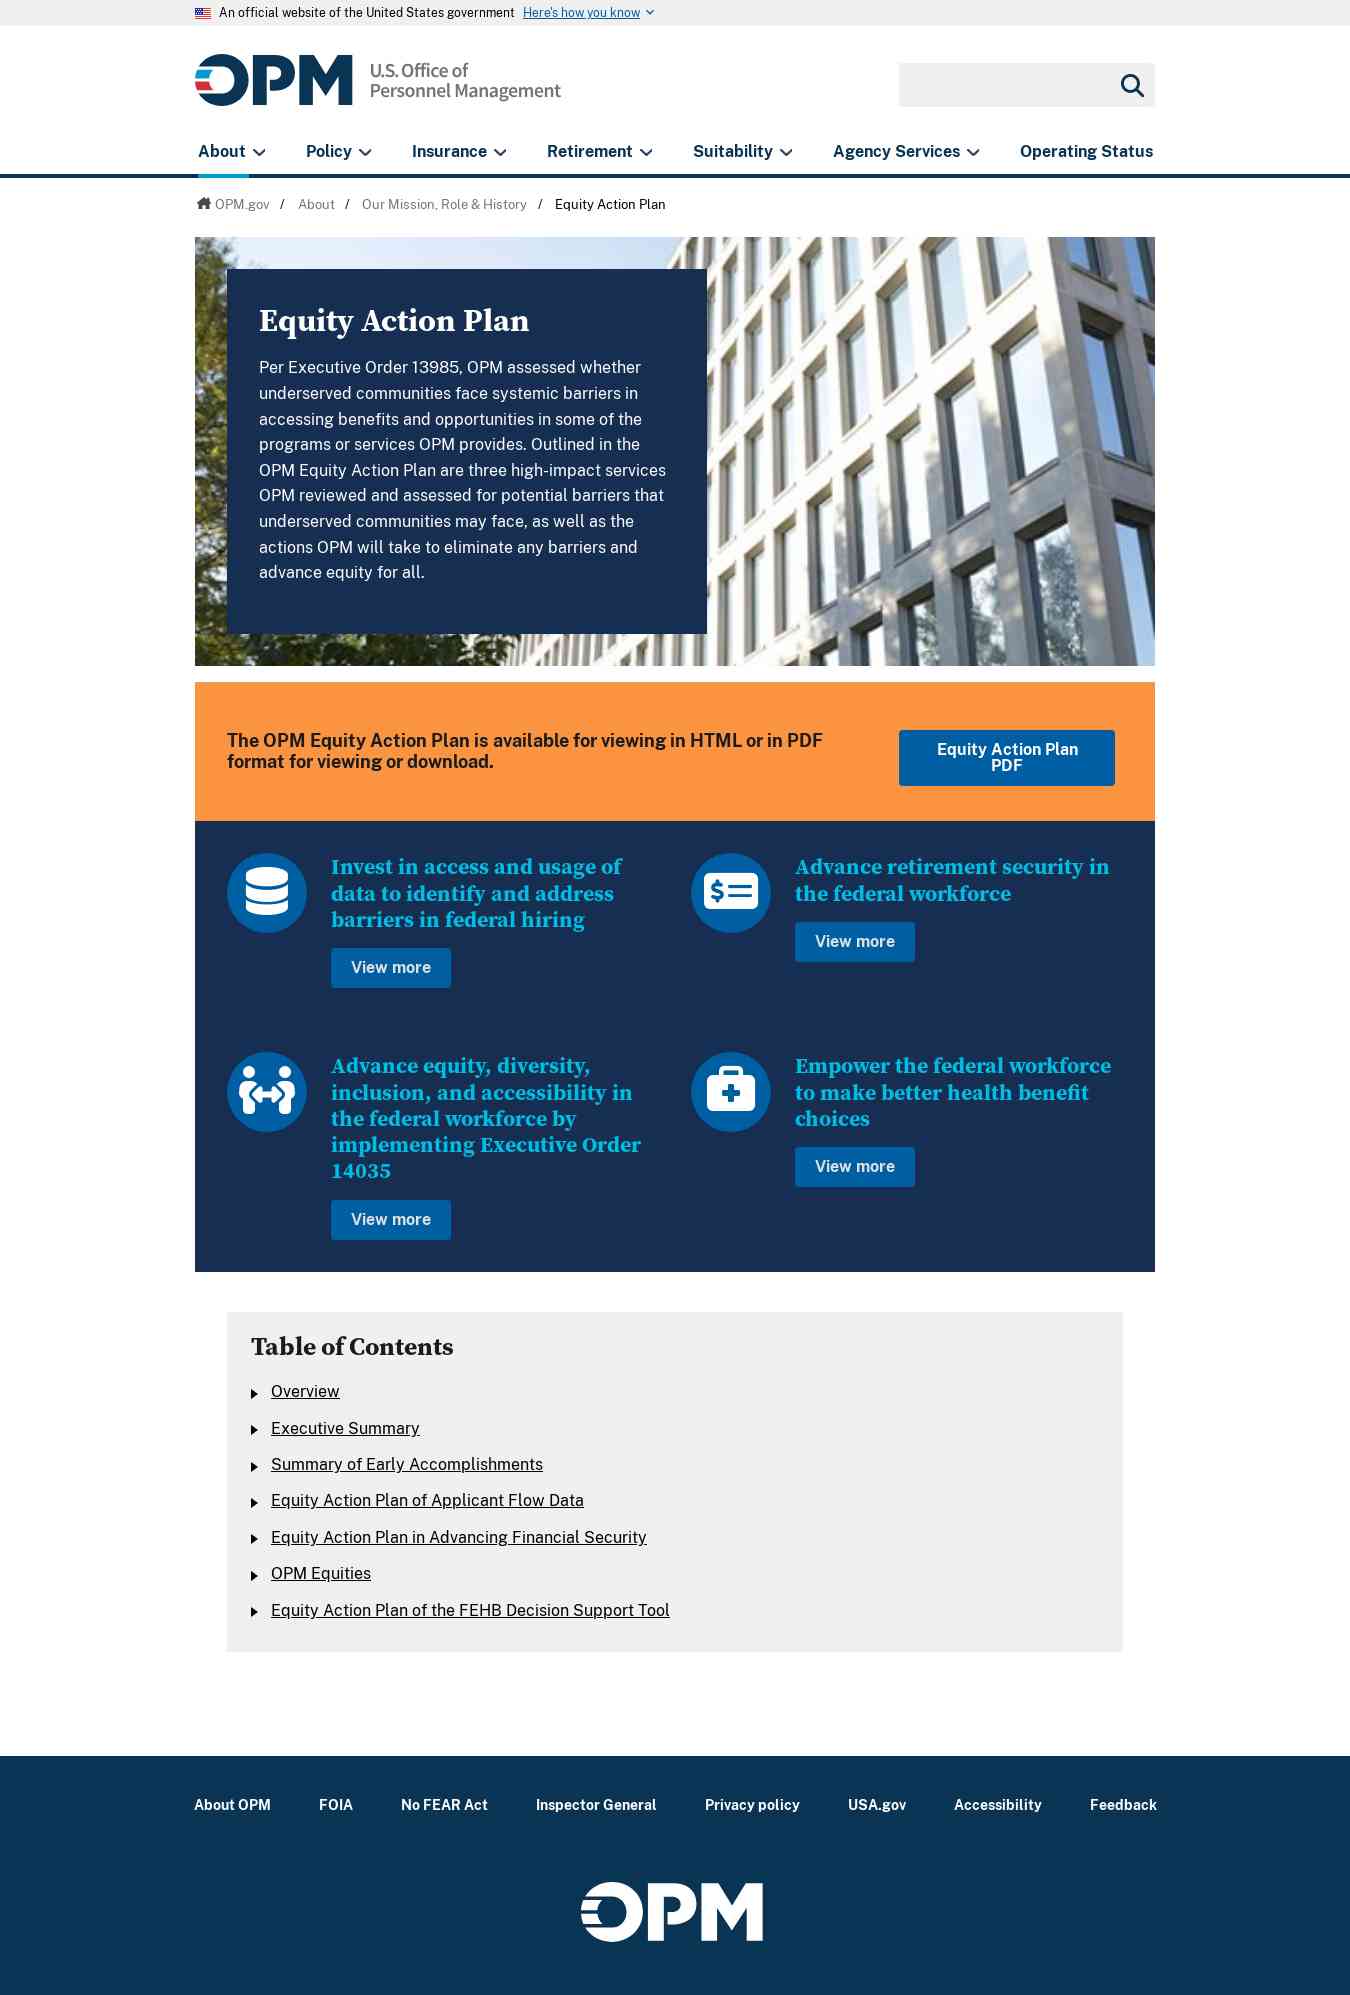 An official website of the United States government Here's how you know
OPM U.S. Office of
Personnel Management
About Policy Insurance Retirement Suitability Agency Services Operating Status
OPM.gov / About / Our Mission, Role & History / Equity Action Plan
Equity Action Plan
Per Executive Order 13985, OPM assessed whether
underserved communities face systemic barriers in
accessing benefits and opportunities in some of the
programs or services OPM provides. Outlined in the
OPM Equity Action Plan are three high-impact services
OPM reviewed and assessed for potential barriers that
underserved communities may face, as well as the
actions OPM will take to eliminate any barriers and
advance equity for all.
The OPM Equity Action Plan is available for viewing in HTML or in PDF
format for viewing or download.
Equity Action Plan
PDF
Invest in access and usage of
data to identify and address
barriers in federal hiring
View more
Advance retirement security in
the federal workforce
View more
Advance equity, diversity,
inclusion, and accessibility in
the federal workforce by
implementing Executive Order
14035
View more
Empower the federal workforce
to make better health benefit
choices
View more
Table of Contents
Overview
Executive Summary
Summary of Early Accomplishments
Equity Action Plan of Applicant Flow Data
Equity Action Plan in Advancing Financial Security
OPM Equities
Equity Action Plan of the FEHB Decision Support Tool
About OPM FOIA No FEAR Act Inspector General Privacy policy USA.gov Accessibility Feedback
OPM